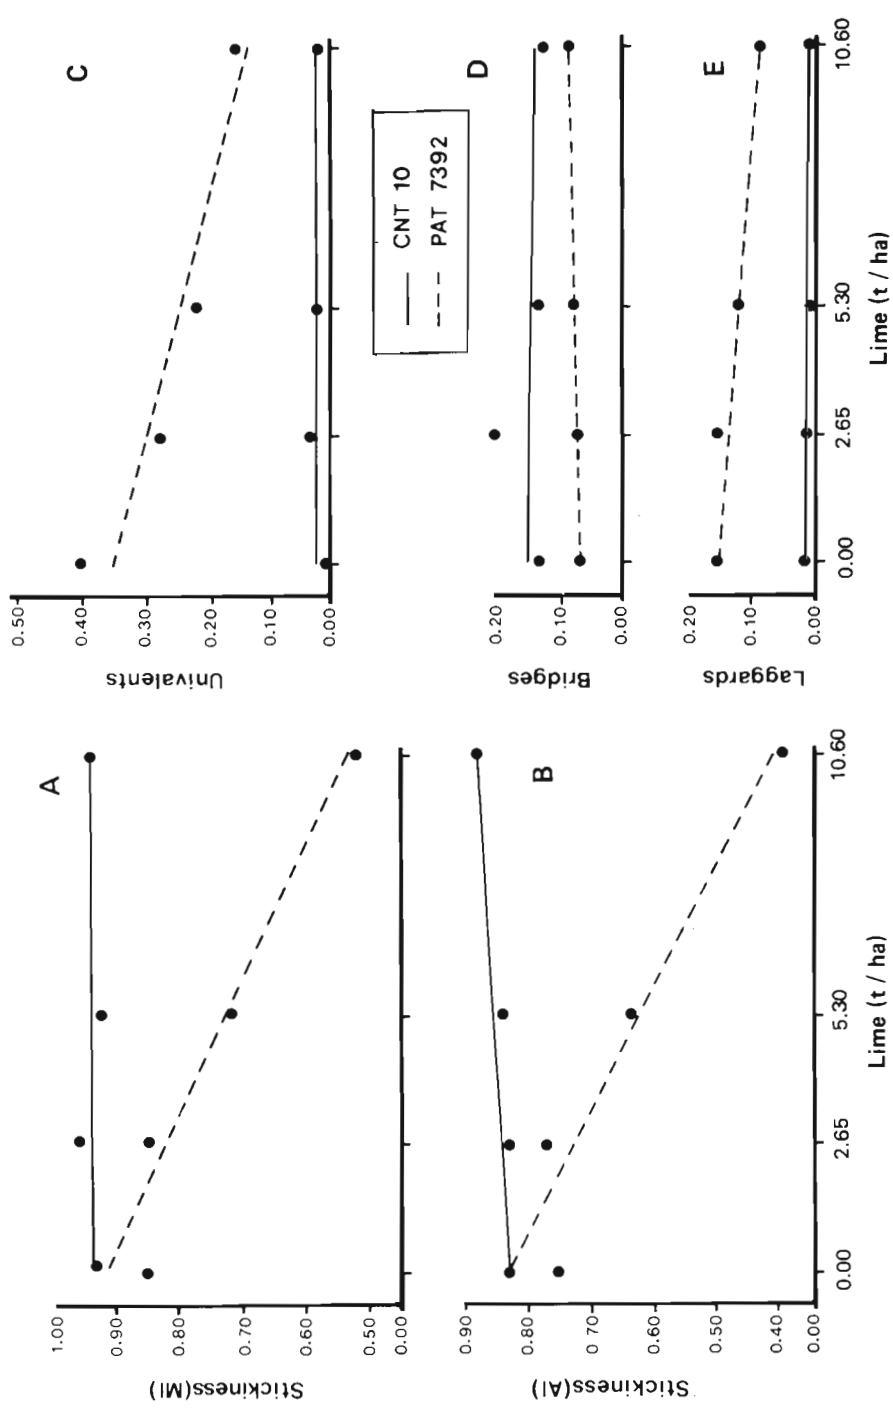 A
Stickiness(MI)
1.00
0.90
0.80
0.70
0.60
0.50
0.00
B
Stickiness(AI)
0.90
0.80
0.70
0.60
0.50
0.40
0.00
0.00 2.65 5.30 10.60
Lime (t / ha)
C
Univalents
0.50
0.40
0.30
0.20
0.10
0.00
CNT 10
PAT 7392
D
Bridges
0.20
0.10
0.00
E
Laggards
0.20
0.10
0.00
0.00 2.65 5.30 10.60
Lime (t / ha)